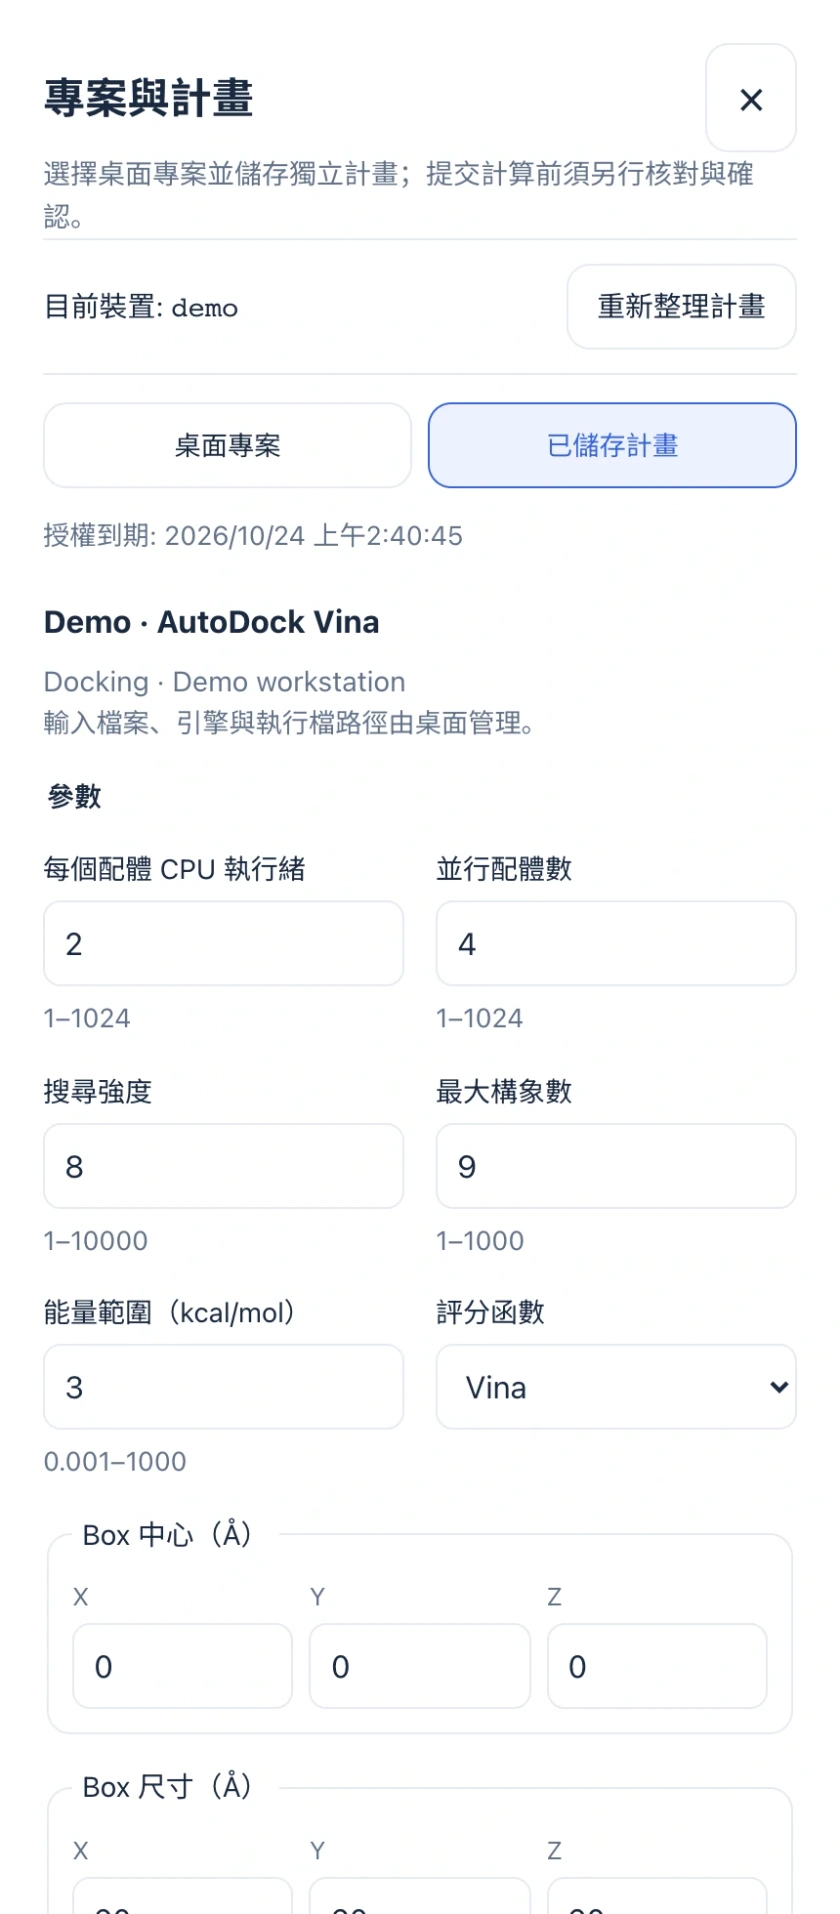 專案與計畫
選擇桌面專案並儲存獨立計畫；提交計算前須另行核對與確
認。
目前裝置: demo
重新整理計畫
桌面專案
已儲存計畫
授權到期: 2026/10/24 上午2:40:45
Demo · AutoDock Vina
Docking · Demo workstation
輸入檔案、引擎與執行檔路徑由桌面管理。
參數
每個配體 CPU 執行緒
並行配體數
2
4
1–1024
1–1024
搜尋強度
最大構象數
8
9
1–10000
1–1000
能量範圍（kcal/mol）
評分函數
3
Vina
0.001–1000
Box 中心（Å）
X Y Z
0 0 0
Box 尺寸（Å）
X Y Z